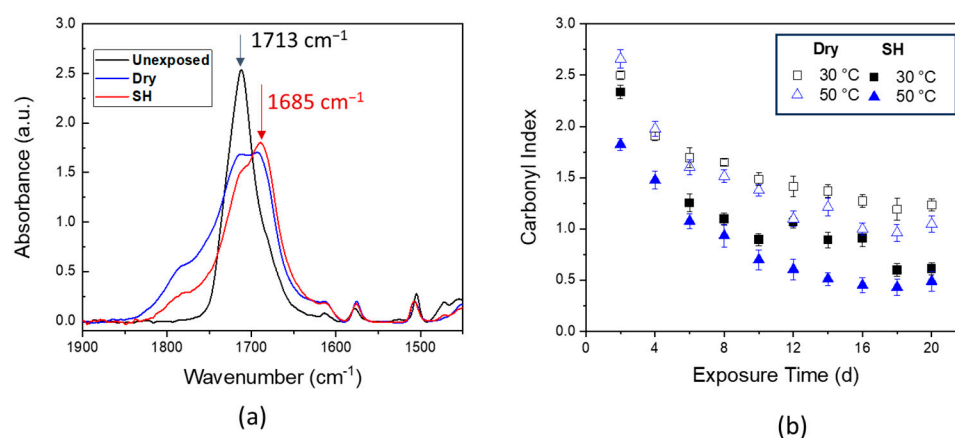 3.0
2.5
2.0
1.5
1.0
0.5
0.0
Absorbance (a.u.)
Unexposed
Dry
SH
1713 cm⁻¹
1685 cm⁻¹
1900 1800 1700 1600 1500
Wavenumber (cm⁻¹)
(a)
3.0
2.5
2.0
1.5
1.0
0.5
0.0
Carbonyl Index
Dry SH
30 °C 30 °C
50 °C 50 °C
0 4 8 12 16 20
Exposure Time (d)
(b)